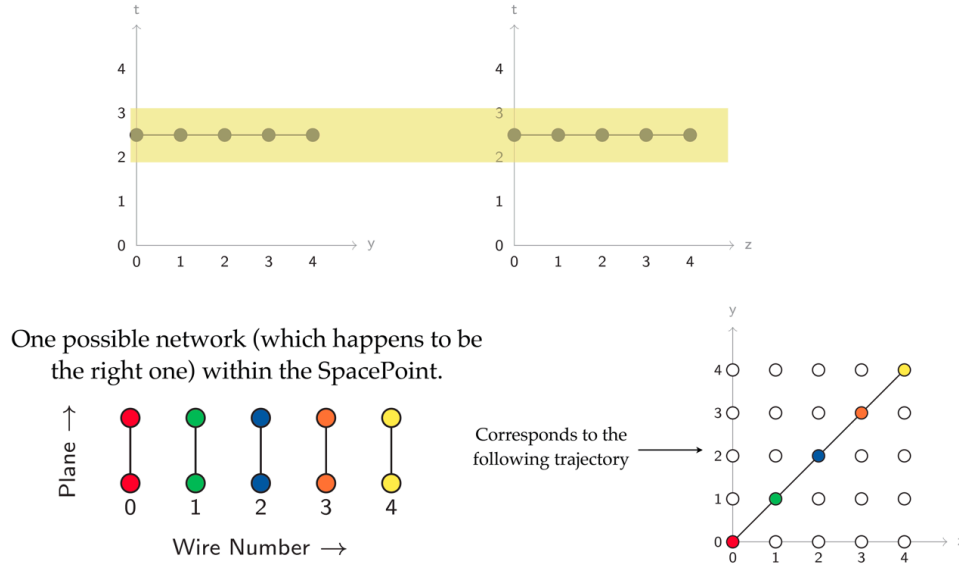 t
t
4
3
2
1
0
0 1 2 3 4
y
4
3
2
1
0
0 1 2 3 4
z
One possible network (which happens to be
the right one) within the SpacePoint.
Plane →
0 1 2 3 4
Wire Number →
Corresponds to the
following trajectory
y
4
3
2
1
0
0 1 2 3 4